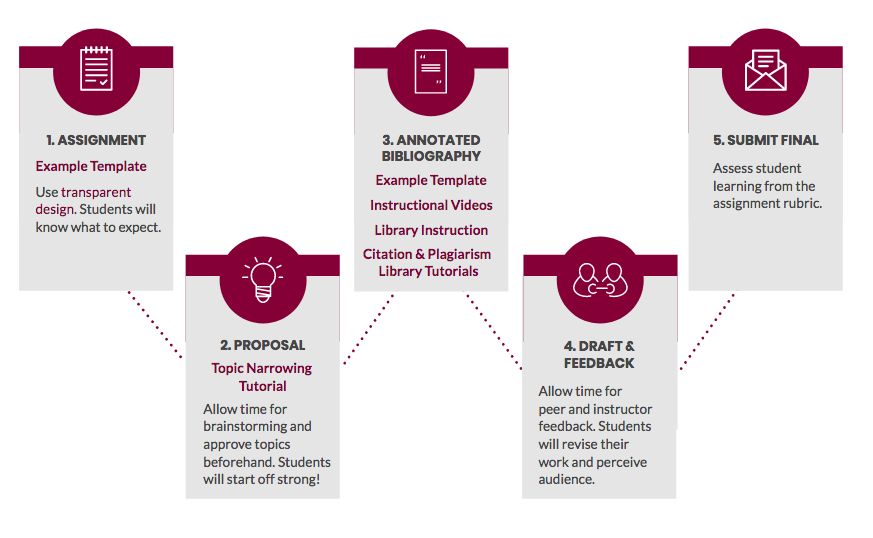 1. ASSIGNMENT
Example Template
Use transparent
design. Students will
know what to expect.
2. PROPOSAL
Topic Narrowing
Tutorial
Allow time for
brainstorming and
approve topics
beforehand. Students
will start off strong!
3. ANNOTATED
BIBLIOGRAPHY
Example Template
Instructional Videos
Library Instruction
Citation & Plagiarism
Library Tutorials
4. DRAFT &
FEEDBACK
Allow time for
peer and instructor
feedback. Students
will revise their
work and perceive
audience.
5. SUBMIT FINAL
Assess student
learning from the
assignment rubric.